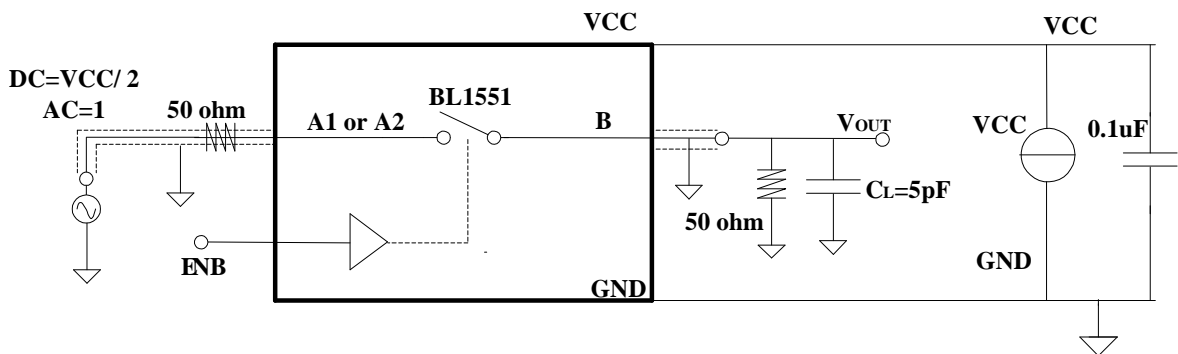 VCC
VCC
DC=VCC/ 2
AC=1
50 ohm
BL1551
A1 or A2
B
VOUT
VCC
0.1uF
CL=5pF
50 ohm
ENB
GND
GND